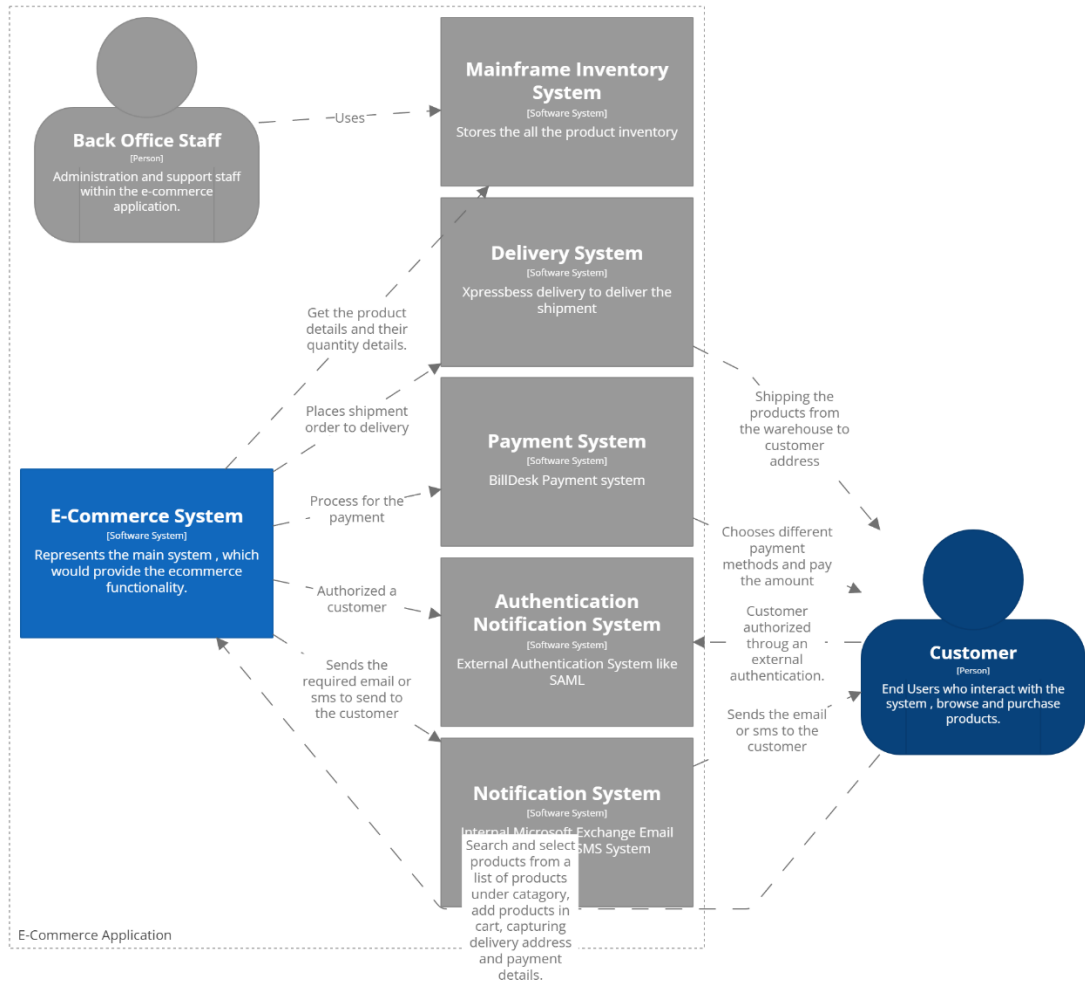 Back Office Staff
[Person]
Administration and support staff
within the e-commerce
application.
Uses
Mainframe Inventory
System
[Software System]
Stores the all the product inventory
Delivery System
[Software System]
Xpressbess delivery to deliver the
shipment
Get the product
details and their
quantity details.
Places shipment
order to delivery
Shipping the
products from
the warehouse to
customer
address
Payment System
[Software System]
BillDesk Payment system
Process for the
payment
Chooses different
payment
methods and pay
the amount
E-Commerce System
[Software System]
Represents the main system , which
would provide the ecommerce
functionality.
Authorized a
customer
Authentication
Notification System
[Software System]
External Authentication System like
SAML
Customer
authorized
throug an
external
authentication.
Customer
[Person]
End Users who interact with the
system , browse and purchase
products.
Sends the
required email or
sms to send to
the customer
Sends the email
or sms to the
customer
Notification System
[Software System]
Internal Microsoft Exchange Email
SMS System
Search and select
products from a
list of products
under catagory,
add products in
cart, capturing
delivery address
and payment
details.
E-Commerce Application